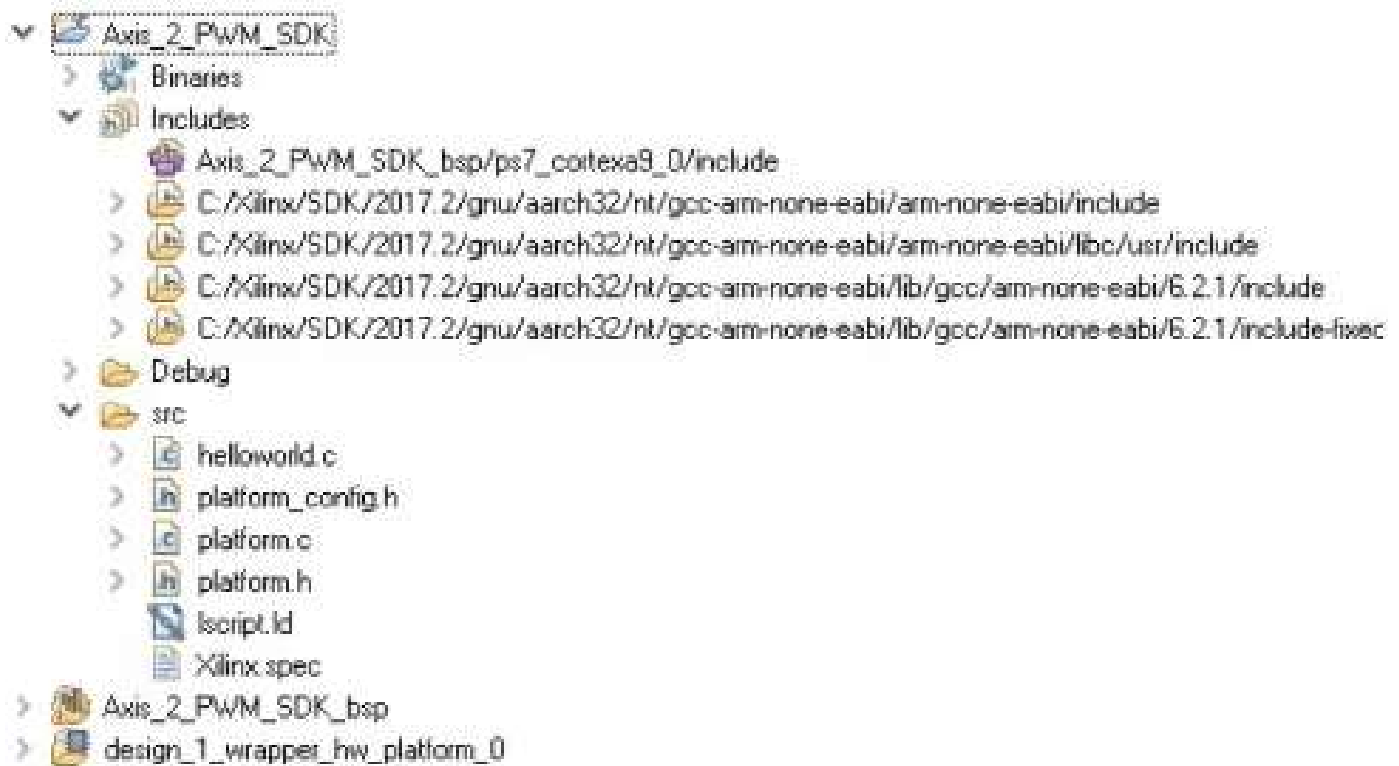 Axis_2_PWM_SDK
Binaries
Includes
Axis_2_PWM_SDK_bsp/ps7_cortexa9_0/include
C:/Xilinx/SDK/2017.2/gnu/aarch32/nt/gcc-arm-none-eabi/arm-none-eabi/include
C:/Xilinx/SDK/2017.2/gnu/aarch32/nt/gcc-arm-none-eabi/arm-none-eabi/libc/usr/include
C:/Xilinx/SDK/2017.2/gnu/aarch32/nt/gcc-arm-none-eabi/lib/gcc/arm-none-eabi/6.2.1/include
C:/Xilinx/SDK/2017.2/gnu/aarch32/nt/gcc-arm-none-eabi/lib/gcc/arm-none-eabi/6.2.1/include-fixec
Debug
src
helloworld.c
platform_config.h
platform.c
platform.h
lscript.ld
Xilinx.spec
Axis_2_PWM_SDK_bsp
design_1_wrapper_hw_platform_0